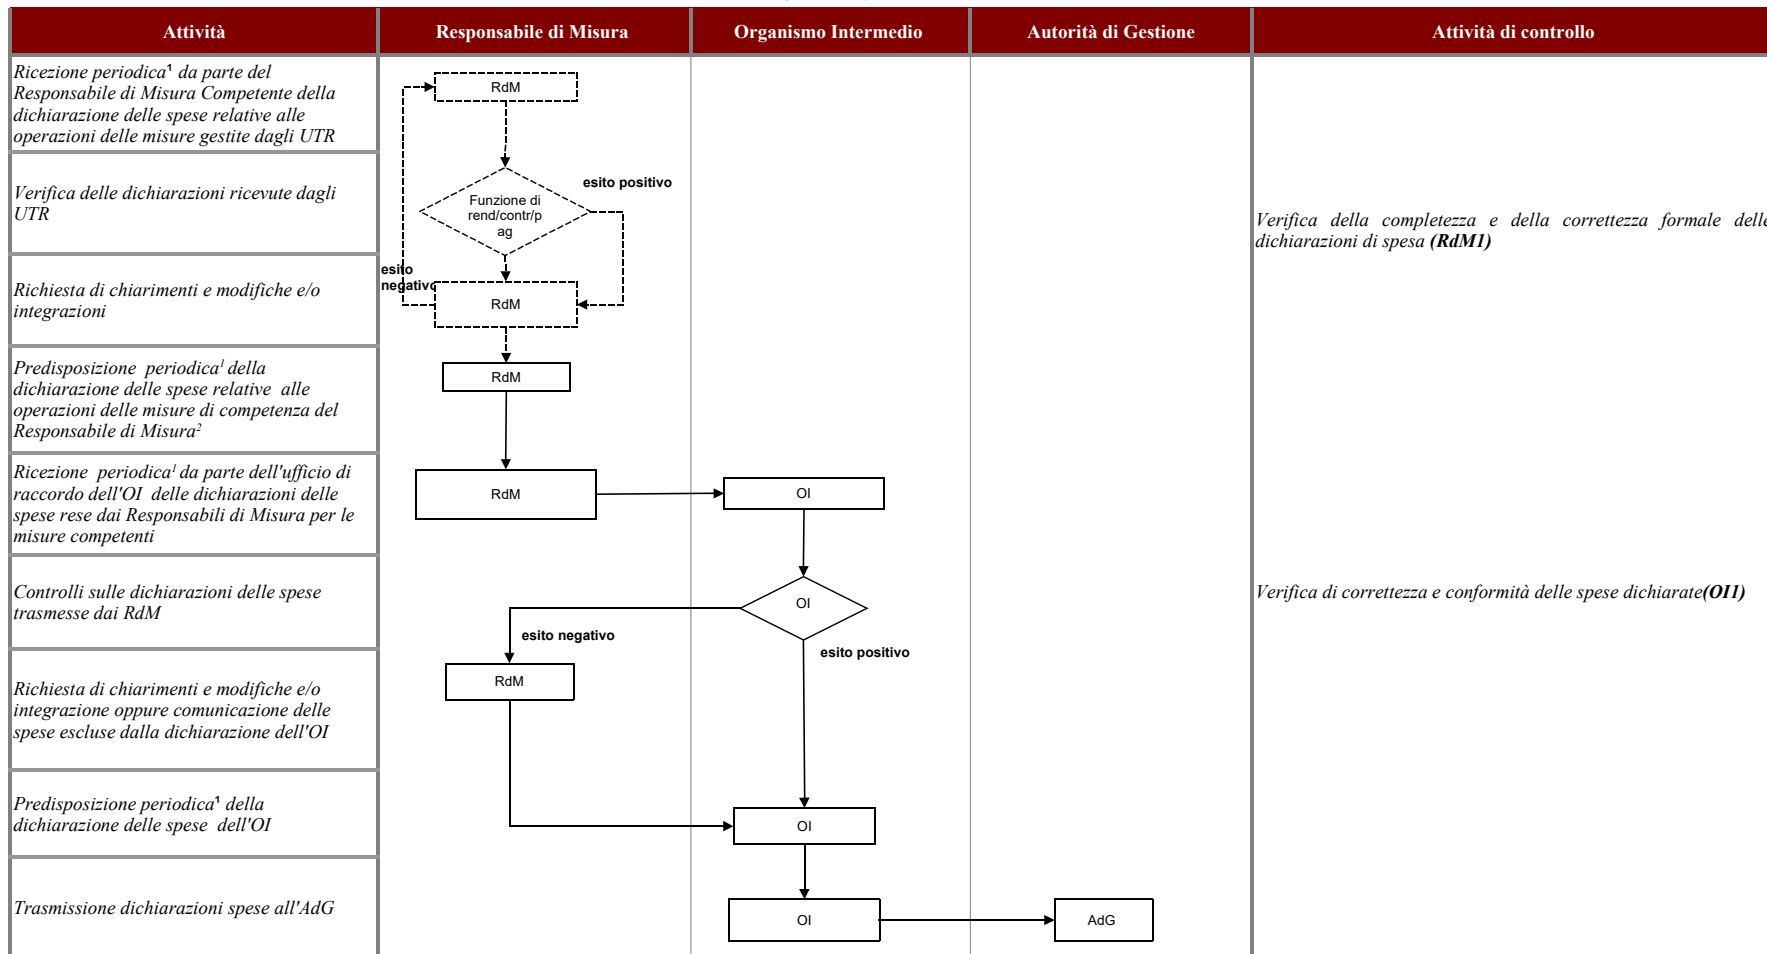 Attività
Responsabile di Misura
Organismo Intermedio
Autorità di Gestione
Attività di controllo
Ricezione periodica¹ da parte del
Responsabile di Misura Competente della
dichiarazione delle spese relative alle
operazioni delle misure gestite dagli UTR
RdM
Verifica delle dichiarazioni ricevute dagli
UTR
Funzione di
rend/contr/p
ag
esito positivo
Verifica della completezza e della correttezza formale delle
dichiarazioni di spesa (RdM1)
Richiesta di chiarimenti e modifiche e/o
integrazioni
esito
negativo
RdM
Predisposizione periodica¹ della
dichiarazione delle spese relative alle
operazioni delle misure di competenza del
Responsabile di Misura²
RdM
Ricezione periodica¹ da parte dell'ufficio di
raccordo dell'OI delle dichiarazioni delle
spese rese dai Responsabili di Misura per le
misure competenti
RdM
OI
Controlli sulle dichiarazioni delle spese
trasmesse dai RdM
OI
esito negativo
esito positivo
Verifica di correttezza e conformità delle spese dichiarate(OI1)
Richiesta di chiarimenti e modifiche e/o
integrazione oppure comunicazione delle
spese escluse dalla dichiarazione dell'OI
RdM
Predisposizione periodica¹ della
dichiarazione delle spese dell'OI
OI
Trasmissione dichiarazioni spese all'AdG
OI
AdG